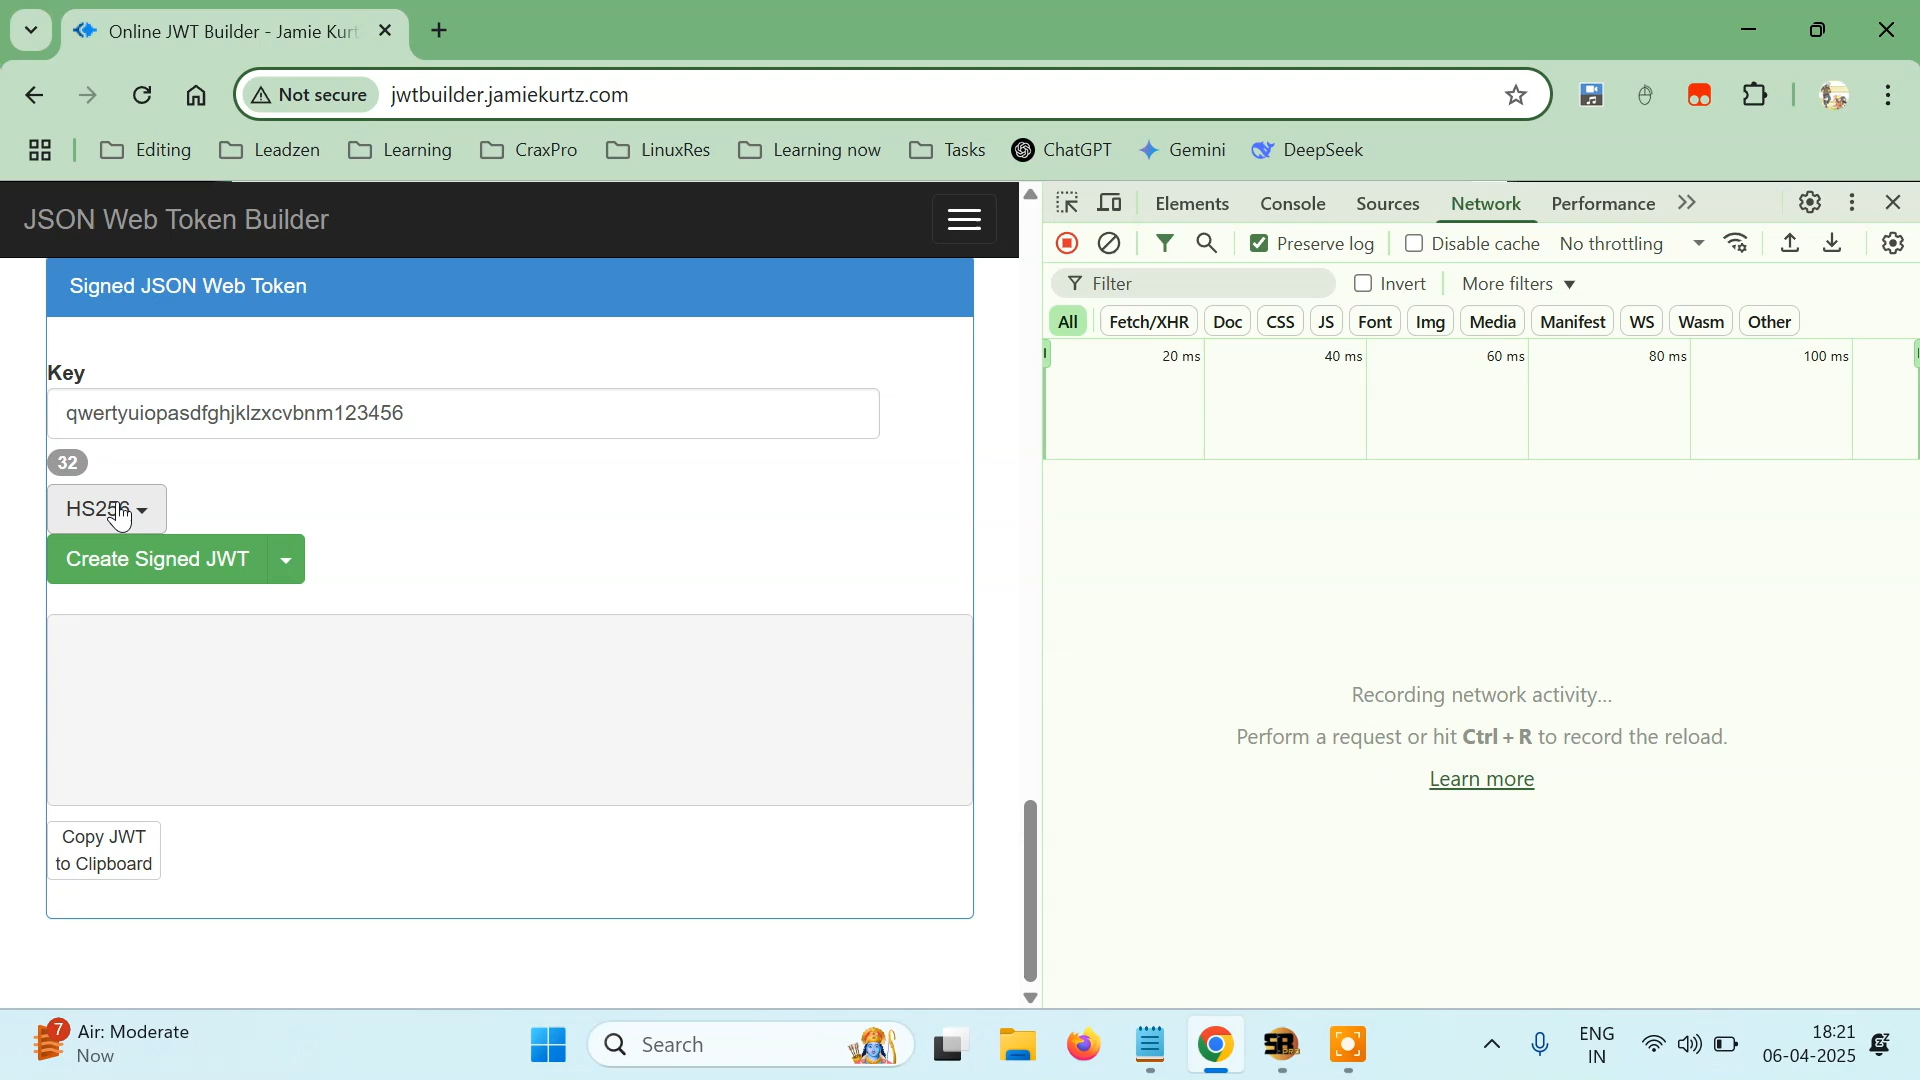 Online JWT Builder - Jamie Kurt
Not secure
jwtbuilder.jamiekurtz.com
Editing
Leadzen
Learning
CraxPro
LinuxRes
Learning now
Tasks
ChatGPT
Gemini
DeepSeek
JSON Web Token Builder
Signed JSON Web Token
Key
qwertyuiopasdfghjklzxcvbnm123456
32
HS256
Create Signed JWT
Copy JWT
to Clipboard
Elements Console Sources Network Performance
Preserve log Disable cache No throttling
Filter Invert More filters
All Fetch/XHR Doc CSS JS Font Img Media Manifest WS Wasm Other
20 ms 40 ms 60 ms 80 ms 100 ms
Recording network activity...
Perform a request or hit Ctrl + R to record the reload.
Learn more
7
Air: Moderate
Now
Search
ENG
IN
18:21
06-04-2025